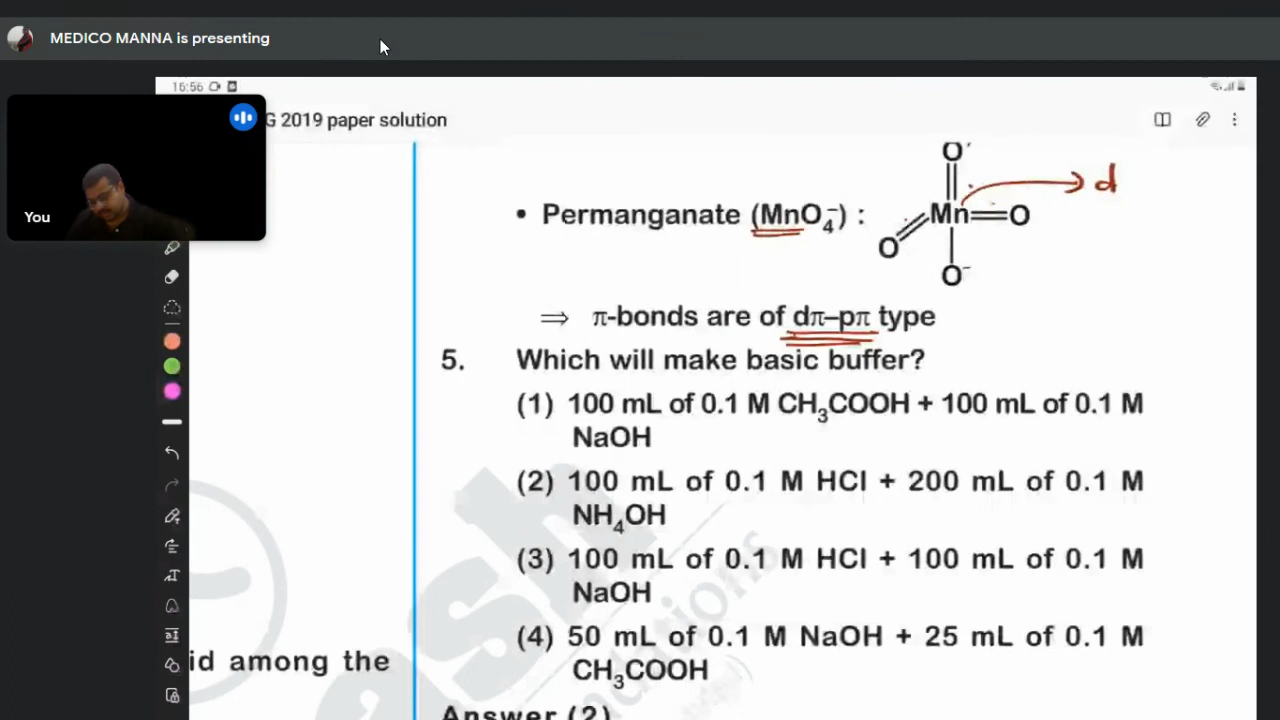 MEDICO MANNA is presenting
16:56
G 2019 paper solution
You
• Permanganate (MnO₄⁻) :
O
Mn
O
O
O⁻
d
⟹ π-bonds are of dπ–pπ type
5. Which will make basic buffer?
(1) 100 mL of 0.1 M CH₃COOH + 100 mL of 0.1 M
NaOH
(2) 100 mL of 0.1 M HCl + 200 mL of 0.1 M
NH₄OH
(3) 100 mL of 0.1 M HCl + 100 mL of 0.1 M
NaOH
(4) 50 mL of 0.1 M NaOH + 25 mL of 0.1 M
CH₃COOH
id among the
Answer (2)